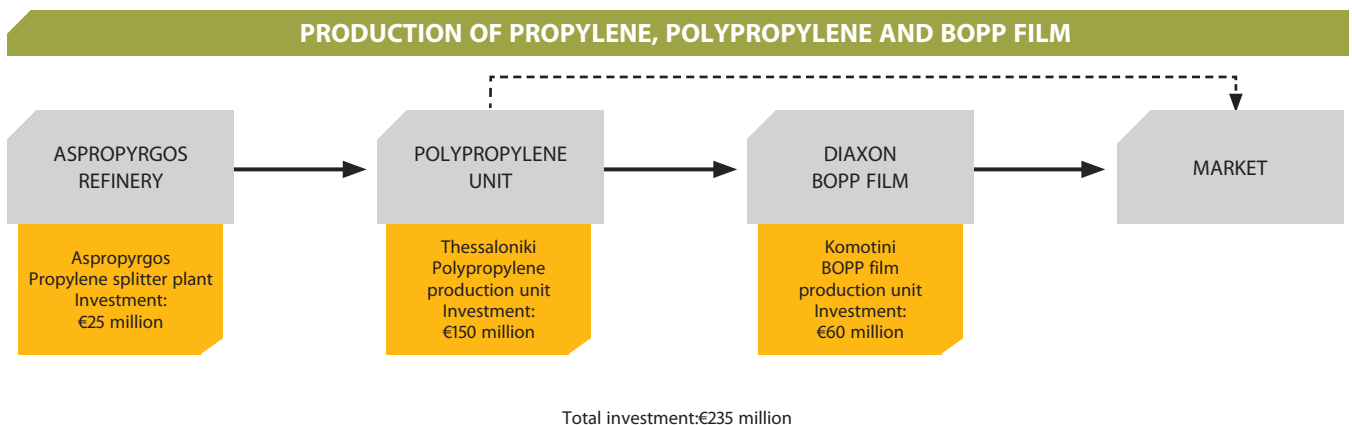 PRODUCTION OF PROPYLENE, POLYPROPYLENE AND BOPP FILM
ASPROPYRGOS
REFINERY
Aspropyrgos
Propylene splitter plant
Investment:
€25 million
POLYPROPYLENE
UNIT
Thessaloniki
Polypropylene
production unit
Investment:
€150 million
DIAXON
BOPP FILM
Komotini
BOPP film
production unit
Investment:
€60 million
MARKET
Total investment:€235 million